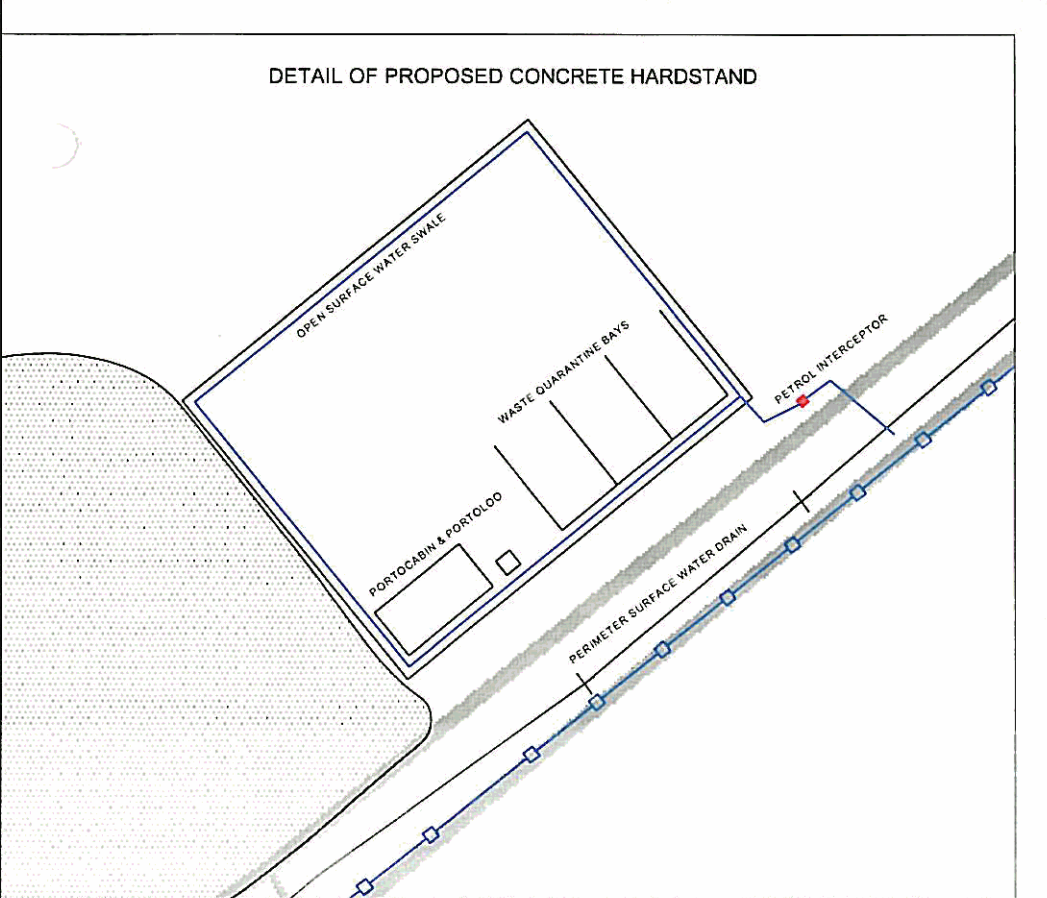 DETAIL OF PROPOSED CONCRETE HARDSTAND
OPEN SURFACE WATER SWALE
WASTE QUARANTINE BAYS
PETROL INTERCEPTOR
PORTOCABIN & PORTOLOO
PERIMETER SURFACE WATER DRAIN